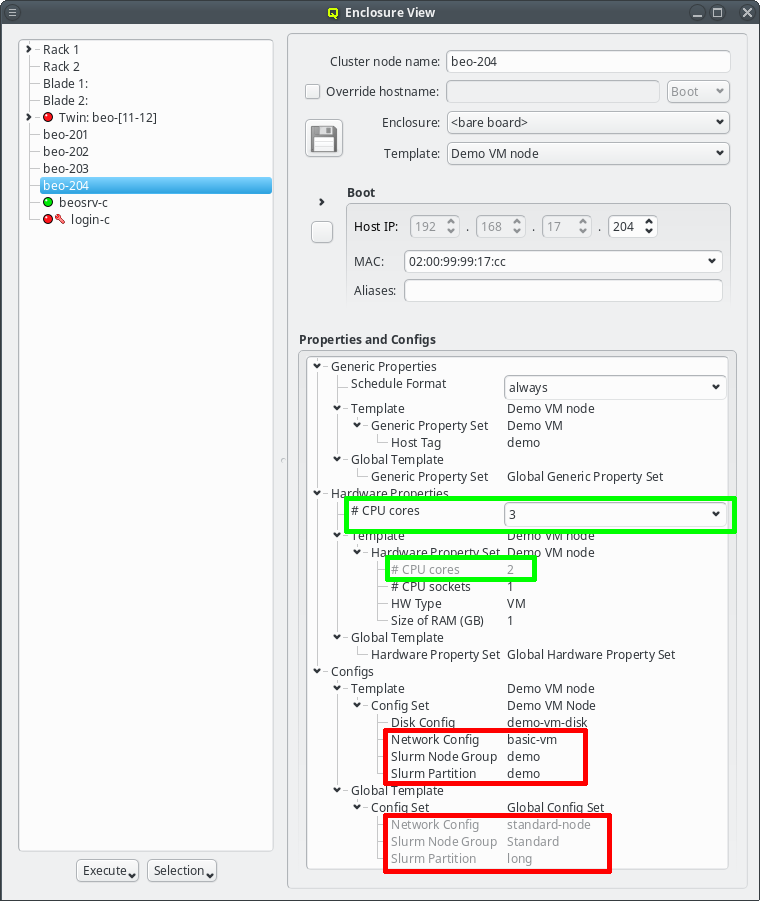 Enclosure View
Rack 1
Rack 2
Blade 1:
Blade 2:
Twin: beo-[11-12]
beo-201
beo-202
beo-203
beo-204
beosrv-c
login-c
Execute
Selection
Cluster node name: beo-204
Override hostname: Boot
Enclosure: <bare board>
Template: Demo VM node
Boot
Host IP: 192 . 168 . 17 . 204
MAC: 02:00:99:99:17:cc
Aliases:
Properties and Configs
Generic Properties
Schedule Format always
Template Demo VM node
Generic Property Set Demo VM
Host Tag demo
Global Template
Generic Property Set Global Generic Property Set
Hardware Properties
# CPU cores 3
Template Demo VM node
Hardware Property Set Demo VM node
# CPU cores 2
# CPU sockets 1
HW Type VM
Size of RAM (GB) 1
Global Template
Hardware Property Set Global Hardware Property Set
Configs
Template Demo VM node
Config Set Demo VM Node
Disk Config demo-vm-disk
Network Config basic-vm
Slurm Node Group demo
Slurm Partition demo
Global Template
Config Set Global Config Set
Network Config standard-node
Slurm Node Group Standard
Slurm Partition long